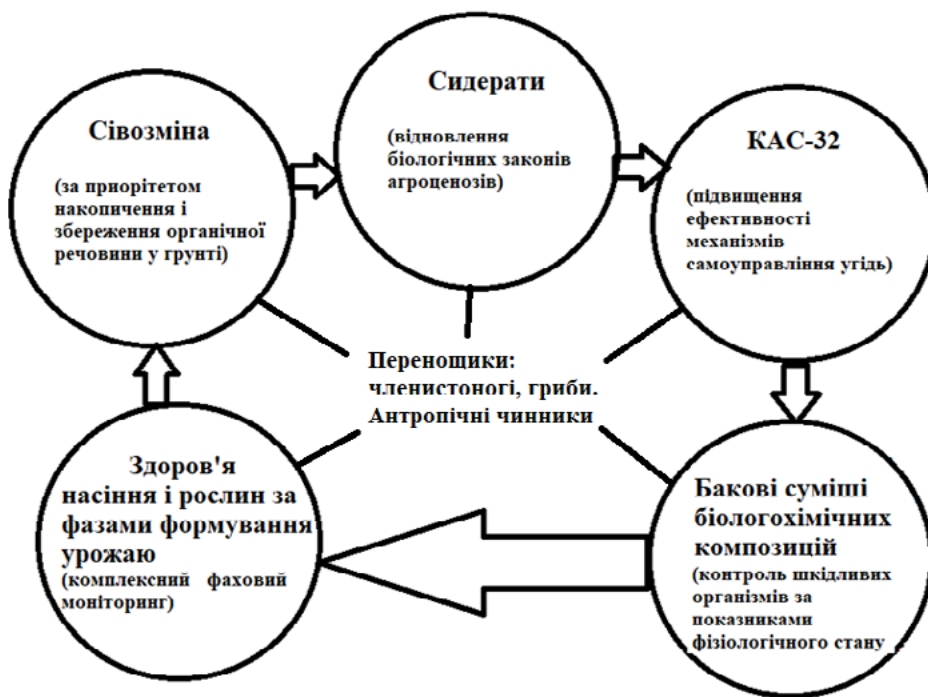 Сівозміна
(за приорітетом
накопичення і
збереження органічної
речовини у грунті)
Сидерати
(відновлення
біологічних законів
агроценозів)
КАС-32
(підвищення
ефективності
механізмів
самоуправління угідь)
Перенощики:
членистоногі, гриби.
Антропічні чинники
Здоров'я
насіння і рослин за
фазами формування
урожаю
(комплексний фаховий
моніторинг)
Бакові суміші
біологохімічних
композицій
(контроль шкідливих
організмів за
показниками
фізіологічного стану